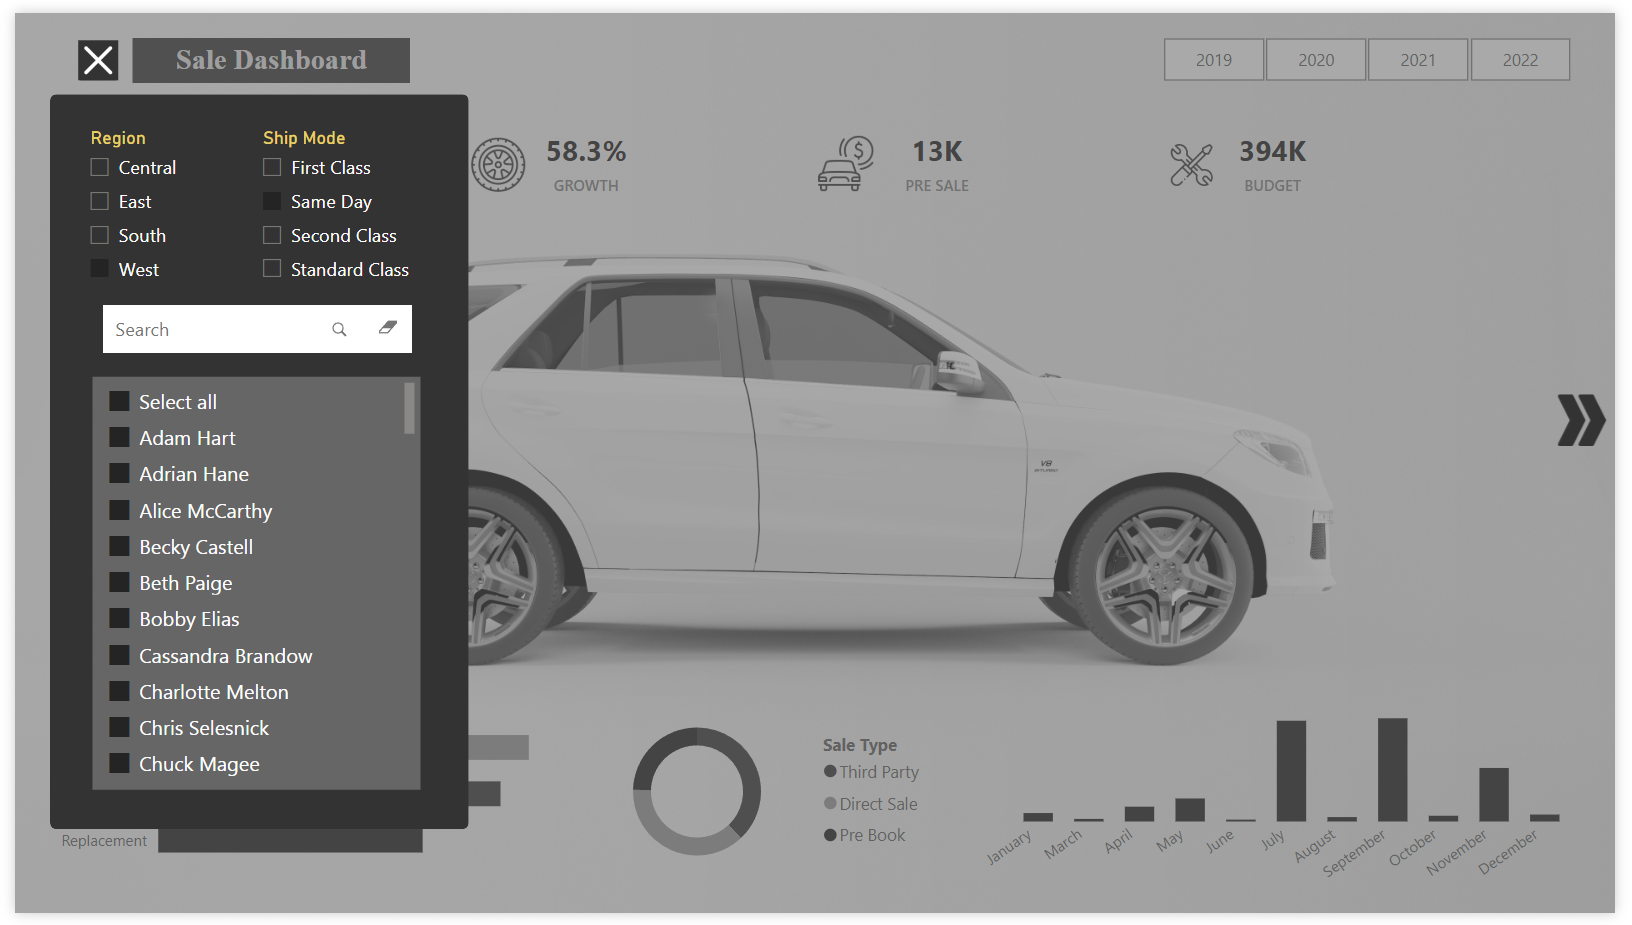 Sale Dashboard
2019
2020
2021
2022
Region
Central
East
South
West
Ship Mode
First Class
Same Day
Second Class
Standard Class
58.3%
GROWTH
13K
PRE SALE
394K
BUDGET
Search
Select all
Adam Hart
Adrian Hane
Alice McCarthy
Becky Castell
Beth Paige
Bobby Elias
Cassandra Brandow
Charlotte Melton
Chris Selesnick
Chuck Magee
V8
BITURBO
Replacement
Sale Type
Third Party
Direct Sale
Pre Book
January
March
April
May
June
July
August
September
October
November
December